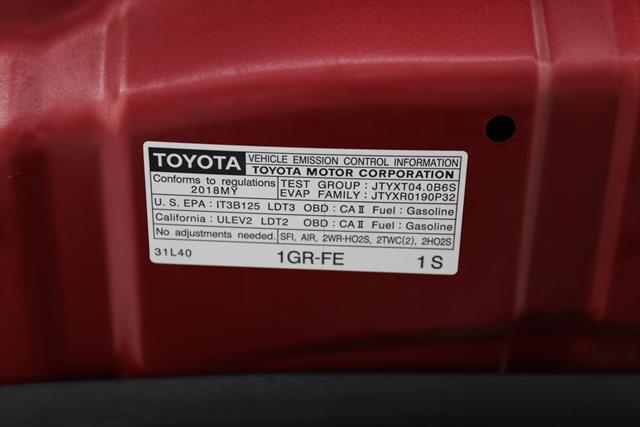 TOYOTA VEHICLE EMISSION CONTROL INFORMATION
TOYOTA MOTOR CORPORATION
Conforms to regulations TEST GROUP : JTYXT04.0B6S
2018MY EVAP FAMILY : JTYXR0190P32
U.S. EPA : IT3B125 LDT3 OBD : CA II Fuel : Gasoline
California : ULEV2 LDT2 OBD : CA II Fuel : Gasoline
No adjustments needed. SFI, AIR, 2WR-HO2S, 2TWC(2), 2HO2S
31L40 1GR-FE 1S